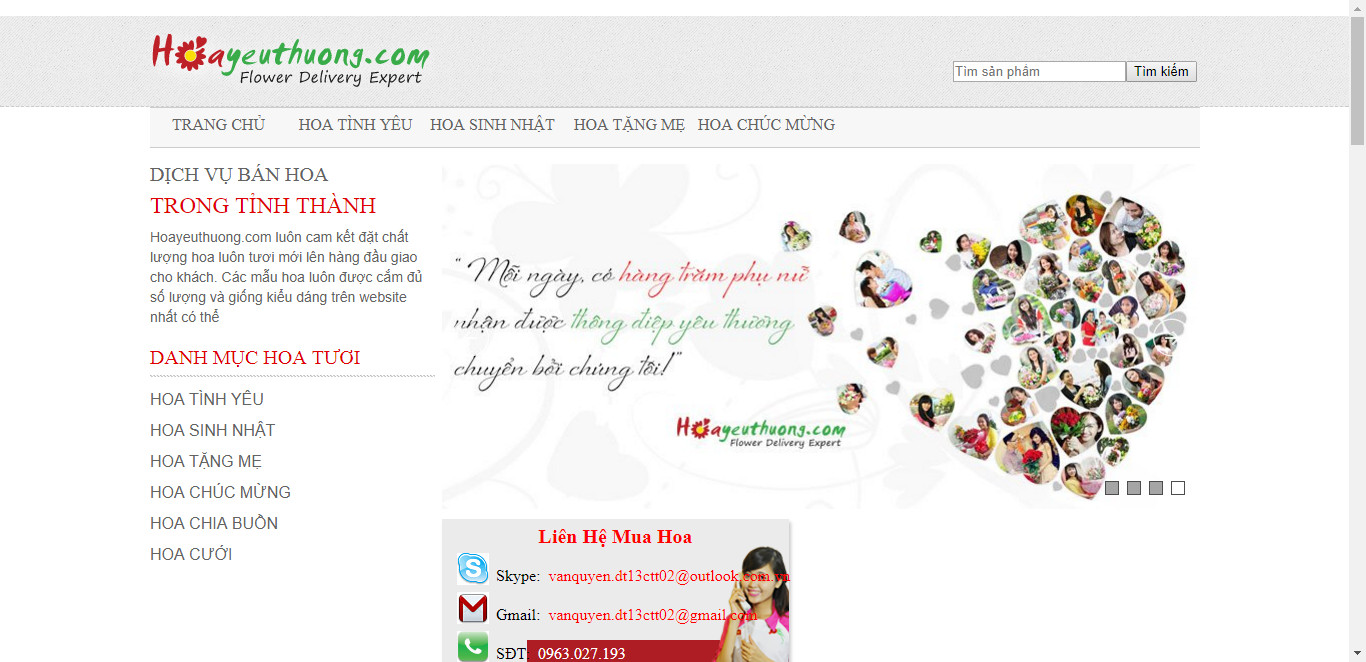 Hoayeuthuong.com
Flower Delivery Expert
Tìm sản phẩm Tìm kiếm
TRANG CHỦ HOA TÌNH YÊU HOA SINH NHẬT HOA TẶNG MẸ HOA CHÚC MỪNG
DỊCH VỤ BÁN HOA
TRONG TỈNH THÀNH
Hoayeuthuong.com luôn cam kết đặt chất
lượng hoa luôn tươi mới lên hàng đầu giao
cho khách. Các mẫu hoa luôn được cắm đủ
số lượng và giống kiểu dáng trên website
nhất có thể
DANH MỤC HOA TƯƠI
HOA TÌNH YÊU
HOA SINH NHẬT
HOA TẶNG MẸ
HOA CHÚC MỪNG
HOA CHIA BUỒN
HOA CƯỚI
“Mỗi ngày, có hàng trăm phụ nữ
nhận được thông điệp yêu thương
chuyển bởi chúng tôi!”
Hoayeuthuong.com
Flower Delivery Expert
Liên Hệ Mua Hoa
Skype: vanquyen.dt13ctt02@outlook.com.vn
Gmail: vanquyen.dt13ctt02@gmail.com
SĐT: 0963.027.193